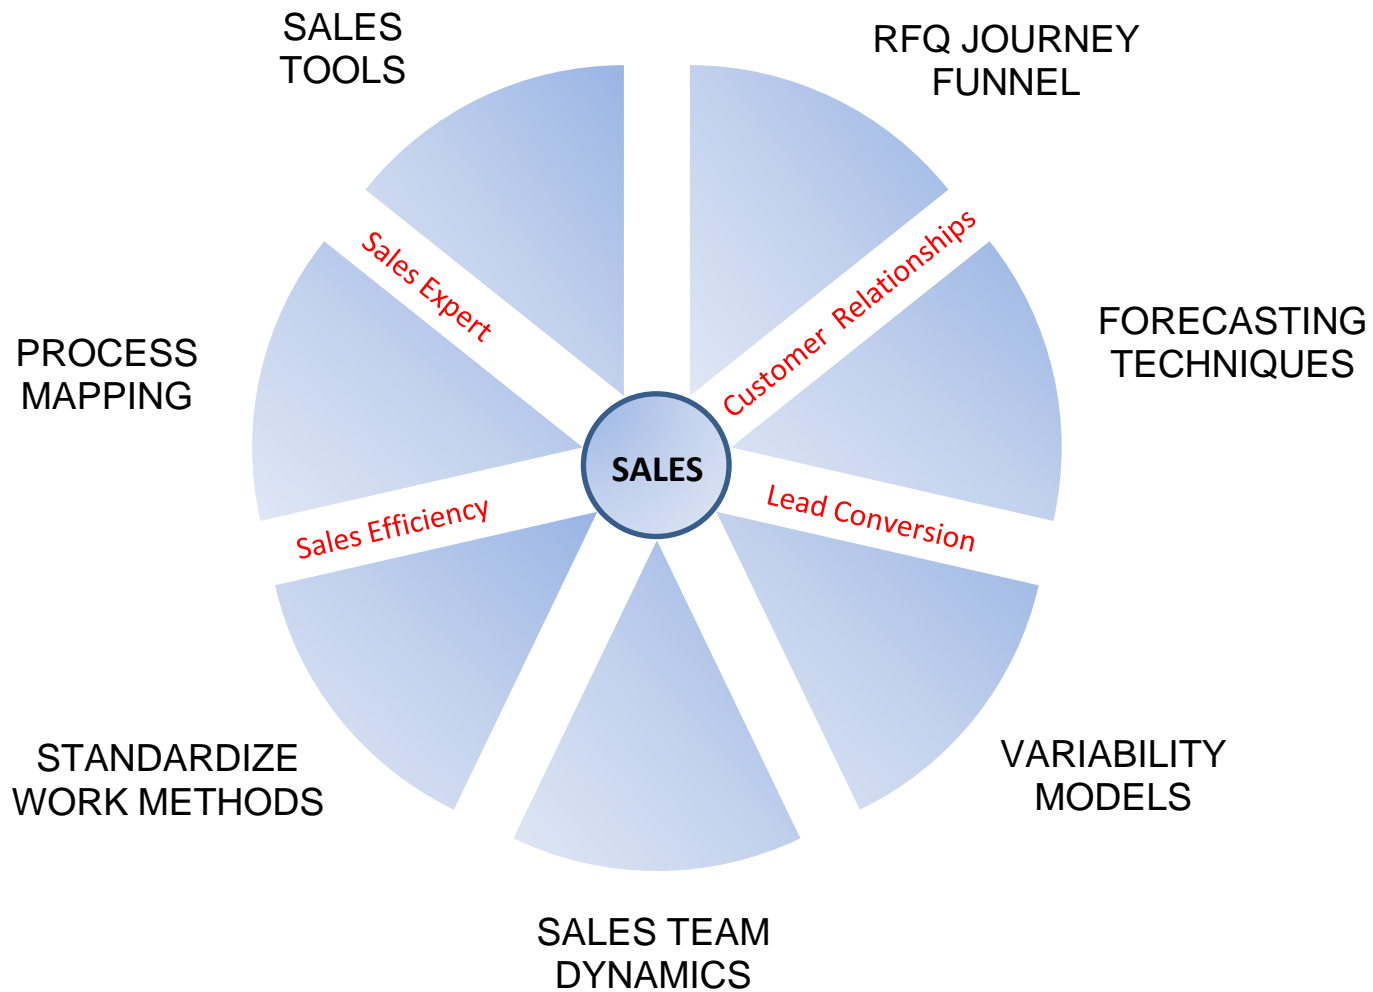 SALES
TOOLS
RFQ JOURNEY
FUNNEL
Sales Expert
Customer Relationships
FORECASTING
TECHNIQUES
PROCESS
MAPPING
SALES
Sales Efficiency
Lead Conversion
STANDARDIZE
WORK METHODS
VARIABILITY
MODELS
SALES TEAM
DYNAMICS